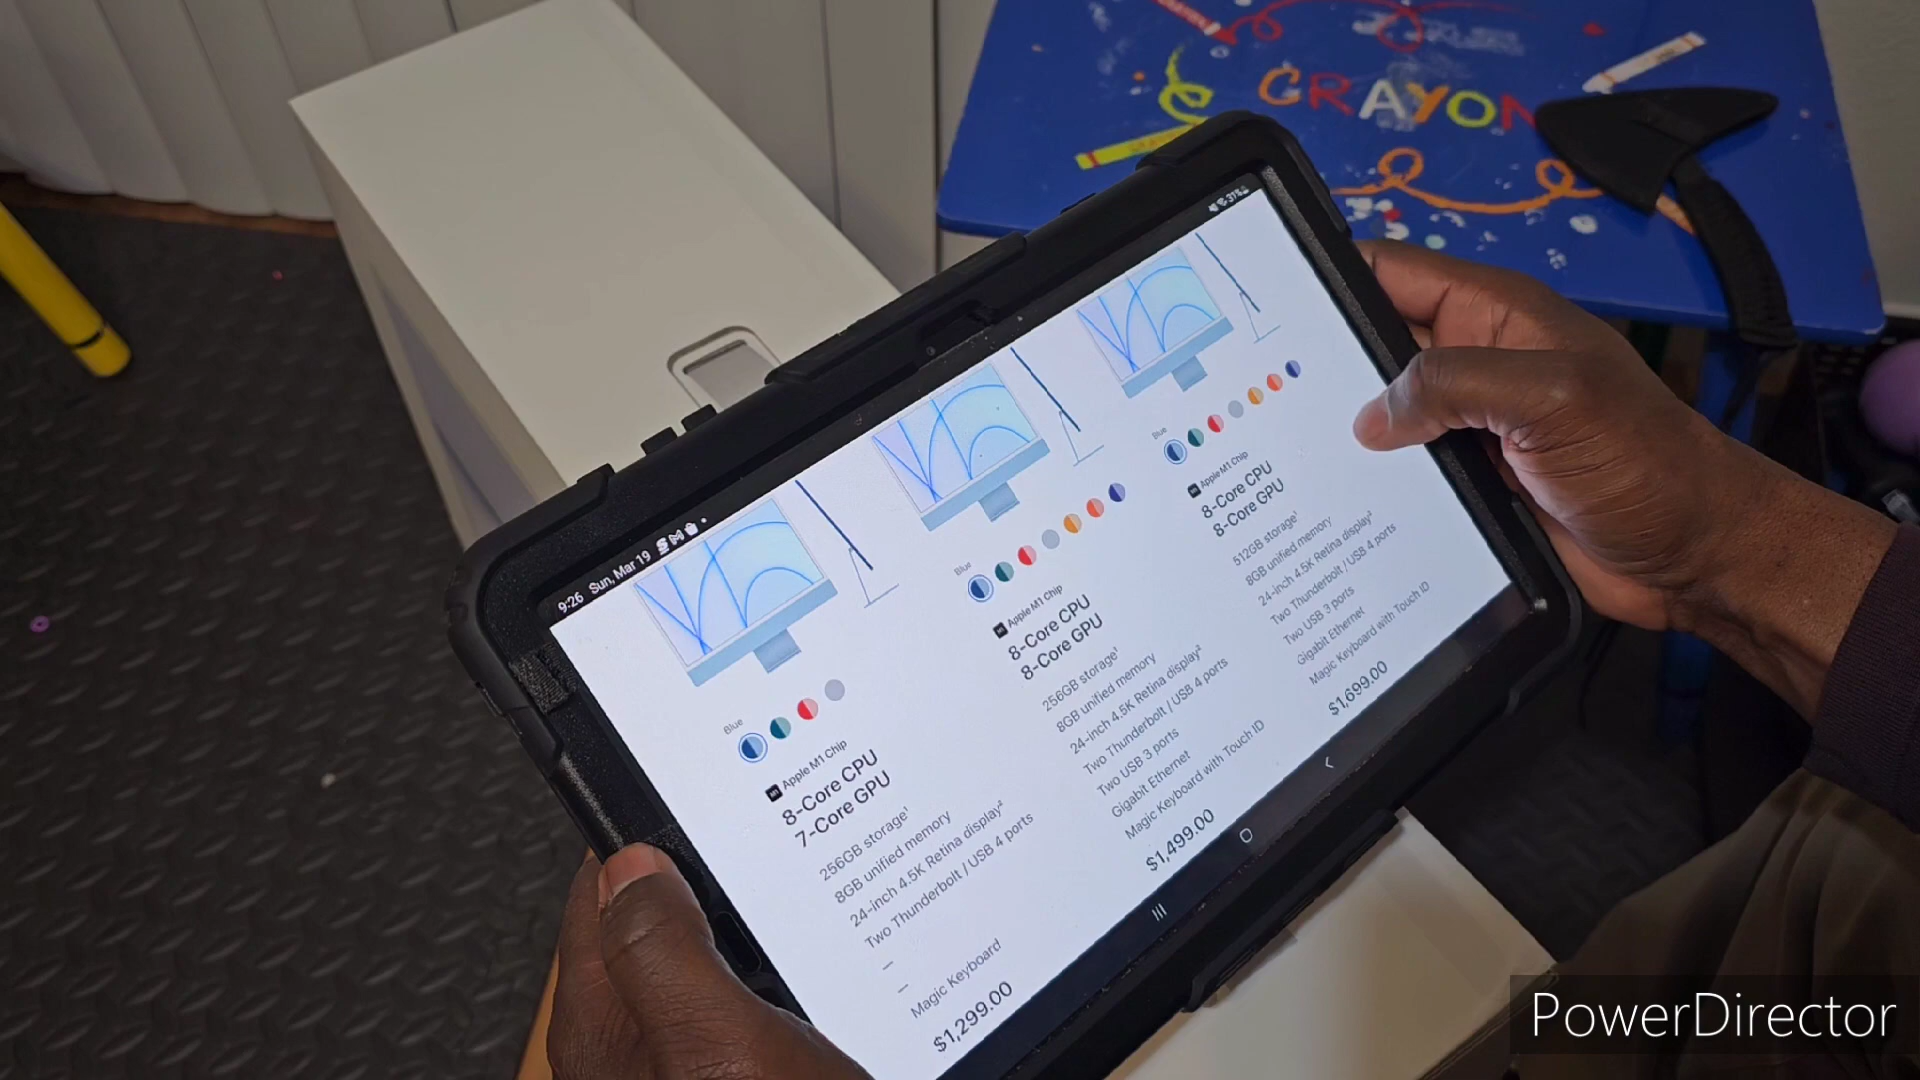 CRAYON
9:26 Sun, Mar 19
37%
Blue
Apple M1 Chip
8-Core CPU
7-Core GPU
256GB storage¹
8GB unified memory
24-inch 4.5K Retina display²
Two Thunderbolt / USB 4 ports
—
—
Magic Keyboard
$1,299.00
Blue
Apple M1 Chip
8-Core CPU
8-Core GPU
256GB storage¹
8GB unified memory
24-inch 4.5K Retina display²
Two Thunderbolt / USB 4 ports
Two USB 3 ports
Gigabit Ethernet
Magic Keyboard with Touch ID
$1,499.00
Blue
Apple M1 Chip
8-Core CPU
8-Core GPU
512GB storage¹
8GB unified memory
24-inch 4.5K Retina display²
Two Thunderbolt / USB 4 ports
Two USB 3 ports
Gigabit Ethernet
Magic Keyboard with Touch ID
$1,699.00
PowerDirector